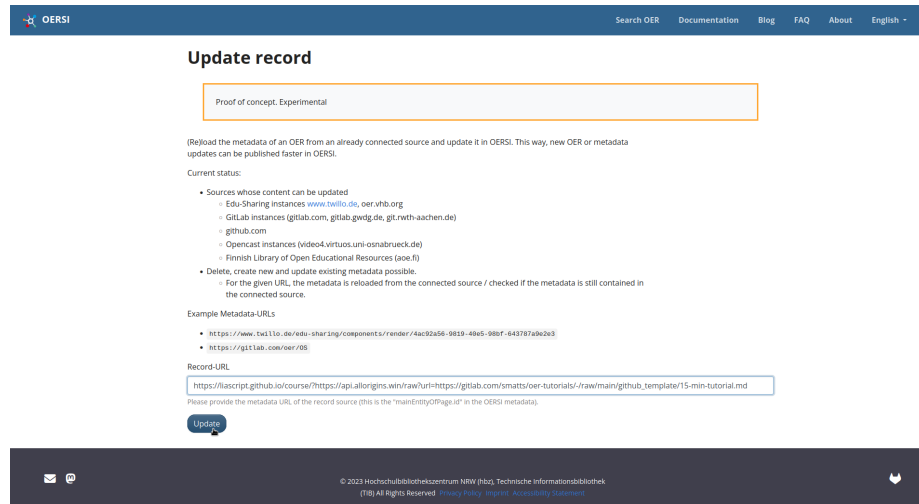 OERSI
Search OER Documentation Blog FAQ About English
Update record
Proof of concept. Experimental
(Re)load the metadata of an OER from an already connected source and update it in OERSI. This way, new OER or metadata
updates can be published faster in OERSI.
Current status:
• Sources whose content can be updated
◦ Edu-Sharing instances www.twillo.de, oer.vhb.org
◦ GitLab instances (gitlab.com, gitlab.gwdg.de, git.rwth-aachen.de)
◦ github.com
◦ Opencast instances (video4.virtuos.uni-osnabrueck.de)
◦ Finnish Library of Open Educational Resources (aoe.fi)
• Delete, create new and update existing metadata possible.
◦ For the given URL, the metadata is reloaded from the connected source / checked if the metadata is still contained in
the connected source.
Example Metadata-URLs
• https://www.twillo.de/edu-sharing/components/render/4ac92a56-9819-40e5-98bf-643787a9e2e3
• https://gitlab.com/oer/OS
Record-URL
https://liascript.github.io/course/?https://api.allorigins.win/raw?url=https://gitlab.com/smatts/oer-tutorials/-/raw/main/github_template/15-min-tutorial.md
Please provide the metadata URL of the record source (this is the "mainEntityOfPage.id" in the OERSI metadata).
Update
© 2023 Hochschulbibliothekszentrum NRW (hbz), Technische Informationsbibliothek
(TIB) All Rights Reserved Privacy Policy Imprint Accessibility Statement